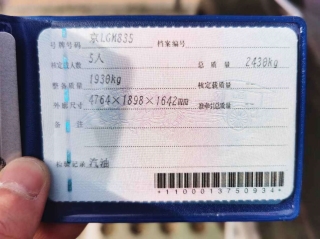 号牌号码 京LGM835 档案编号
核定载人数 5人 总质量 2430kg
整备质量 1930kg 核定载质量 --
外廓尺寸 4764×1898×1642mm 准牵引总质量 --
备注
检验记录 汽油
*1100013750934*